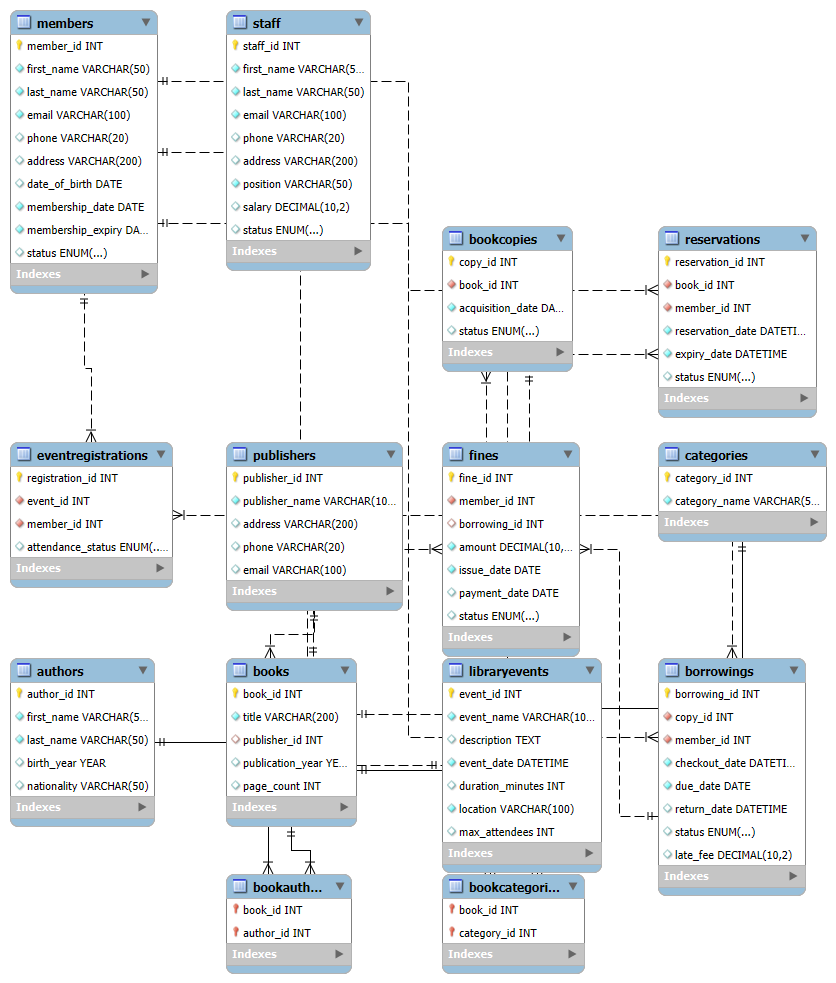 members
member_id INT
first_name VARCHAR(50)
last_name VARCHAR(50)
email VARCHAR(100)
phone VARCHAR(20)
address VARCHAR(200)
date_of_birth DATE
membership_date DATE
membership_expiry DA...
status ENUM(...)
Indexes
staff
staff_id INT
first_name VARCHAR(5...
last_name VARCHAR(50)
email VARCHAR(100)
phone VARCHAR(20)
address VARCHAR(200)
position VARCHAR(50)
salary DECIMAL(10,2)
status ENUM(...)
Indexes
bookcopies
copy_id INT
book_id INT
acquisition_date DA...
status ENUM(...)
Indexes
reservations
reservation_id INT
book_id INT
member_id INT
reservation_date DATETI...
expiry_date DATETIME
status ENUM(...)
Indexes
eventregistrations
registration_id INT
event_id INT
member_id INT
attendance_status ENUM(...
Indexes
publishers
publisher_id INT
publisher_name VARCHAR(10...
address VARCHAR(200)
phone VARCHAR(20)
email VARCHAR(100)
Indexes
fines
fine_id INT
member_id INT
borrowing_id INT
amount DECIMAL(10,...
issue_date DATE
payment_date DATE
status ENUM(...)
Indexes
categories
category_id INT
category_name VARCHAR(5...
Indexes
authors
author_id INT
first_name VARCHAR(5...
last_name VARCHAR(50)
birth_year YEAR
nationality VARCHAR(50)
Indexes
books
book_id INT
title VARCHAR(200)
publisher_id INT
publication_year YE...
page_count INT
Indexes
libraryevents
event_id INT
event_name VARCHAR(10...
description TEXT
event_date DATETIME
duration_minutes INT
location VARCHAR(100)
max_attendees INT
Indexes
borrowings
borrowing_id INT
copy_id INT
member_id INT
checkout_date DATETI...
due_date DATE
return_date DATETIME
status ENUM(...)
late_fee DECIMAL(10,2)
Indexes
bookauth...
book_id INT
author_id INT
Indexes
bookcategori...
book_id INT
category_id INT
Indexes